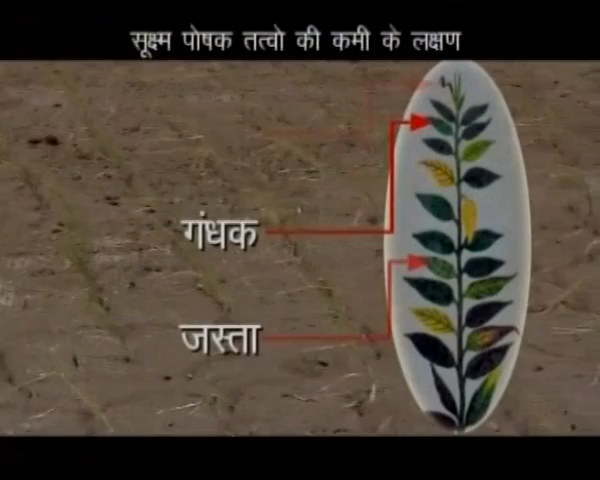 सूक्ष्म पोषक तत्वो की कमी के लक्षण
गंधक
जस्ता